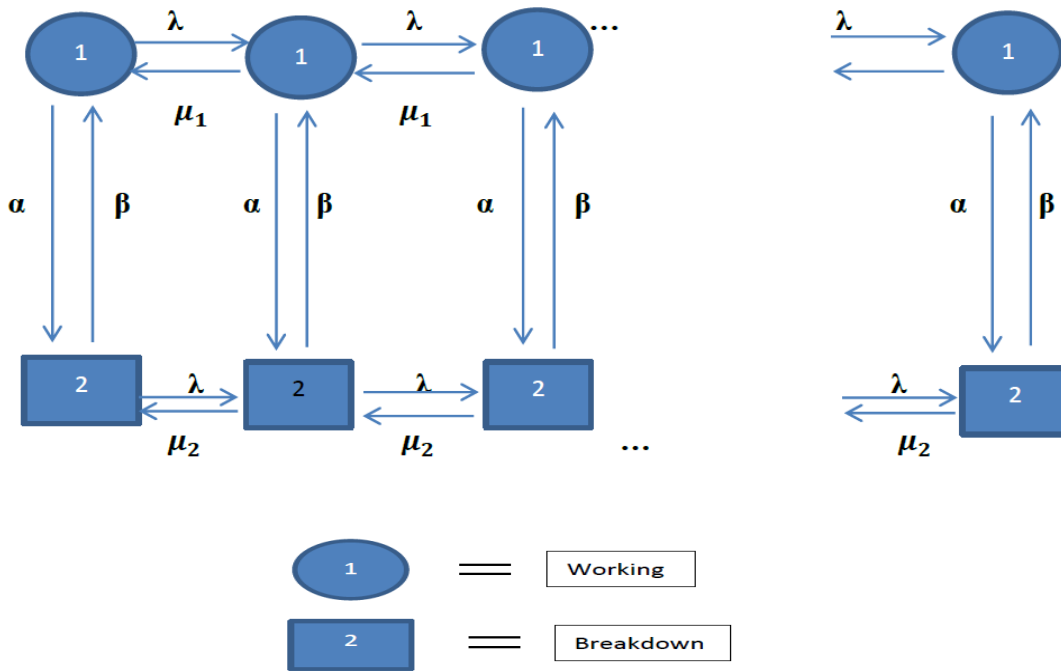 λ λ λ
1 1 1 ... 1
μ₁ μ₁
α β α β α β α β
2 λ 2 λ 2 λ 2
μ₂ μ₂ ... μ₂
1 = Working
2 = Breakdown